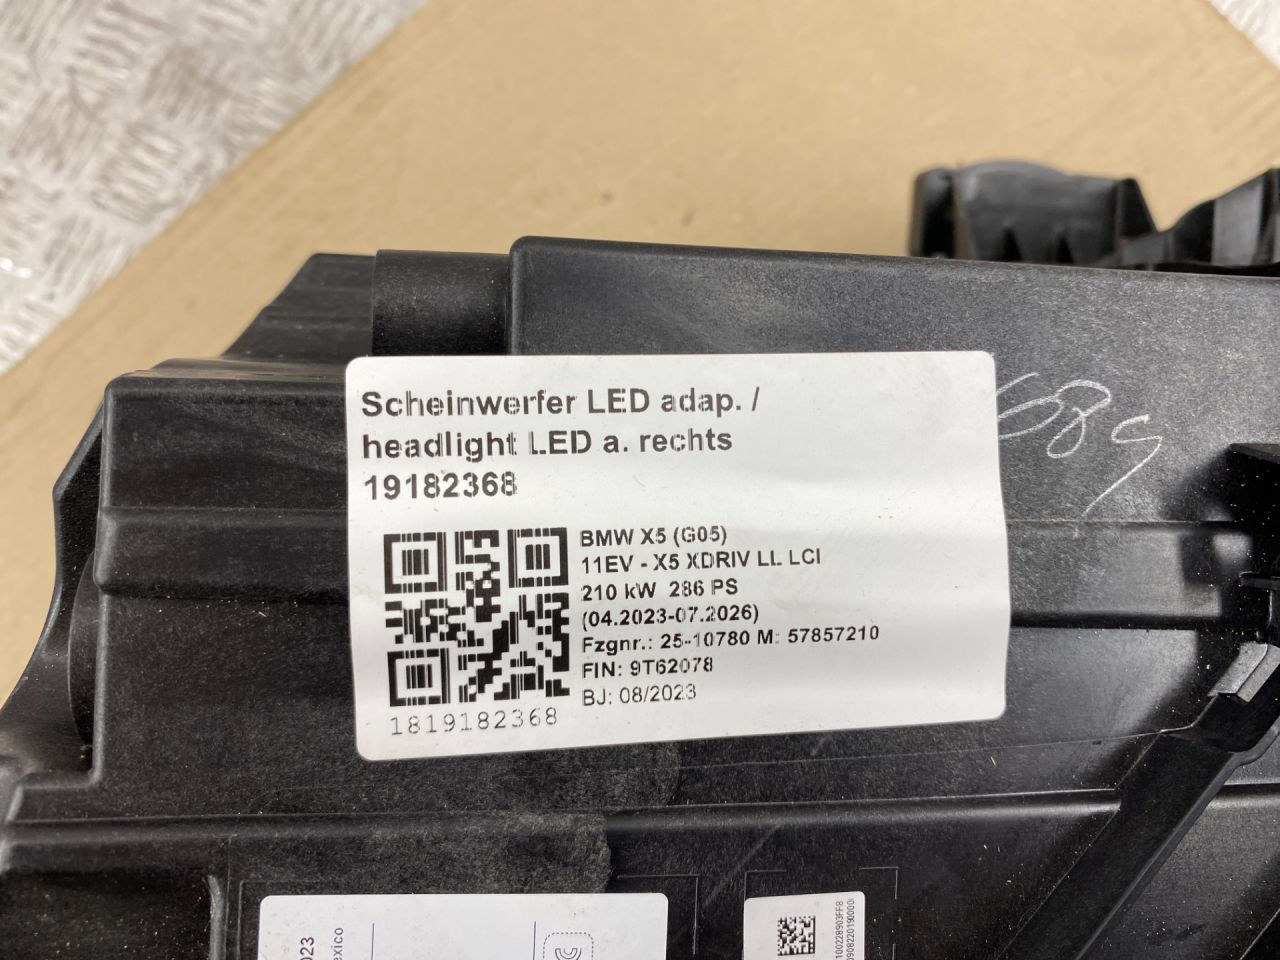 Scheinwerfer LED adap. /
headlight LED a. rechts
19182368
BMW X5 (G05)
11EV - X5 XDRIV LL LCI
210 kW 286 PS
(04.2023-07.2026)
Fzgnr.: 25-10780 M: 57857210
FIN: 9T62078
BJ: 08/2023
1819182368
689